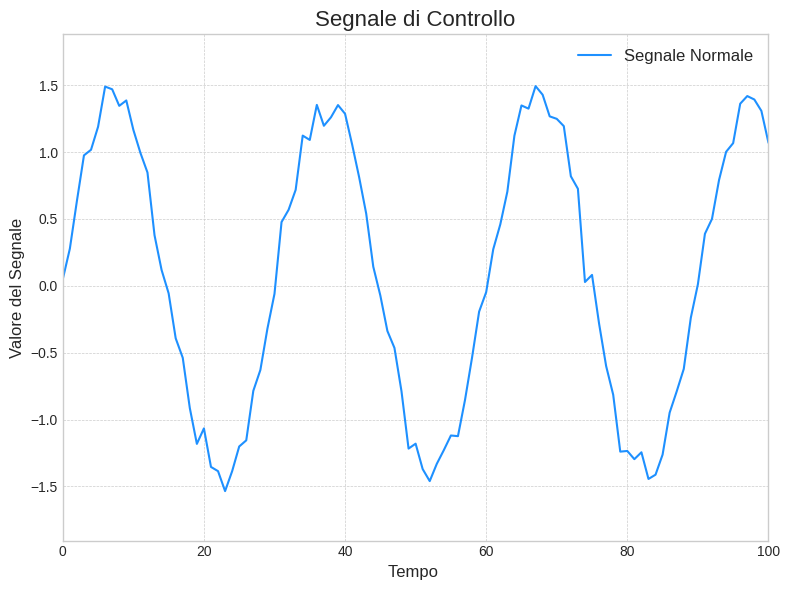 Segnale di Controllo
Segnale Normale
Valore del Segnale
1.5
1.0
0.5
0.0
−0.5
−1.0
−1.5
0 20 40 60 80 100
Tempo